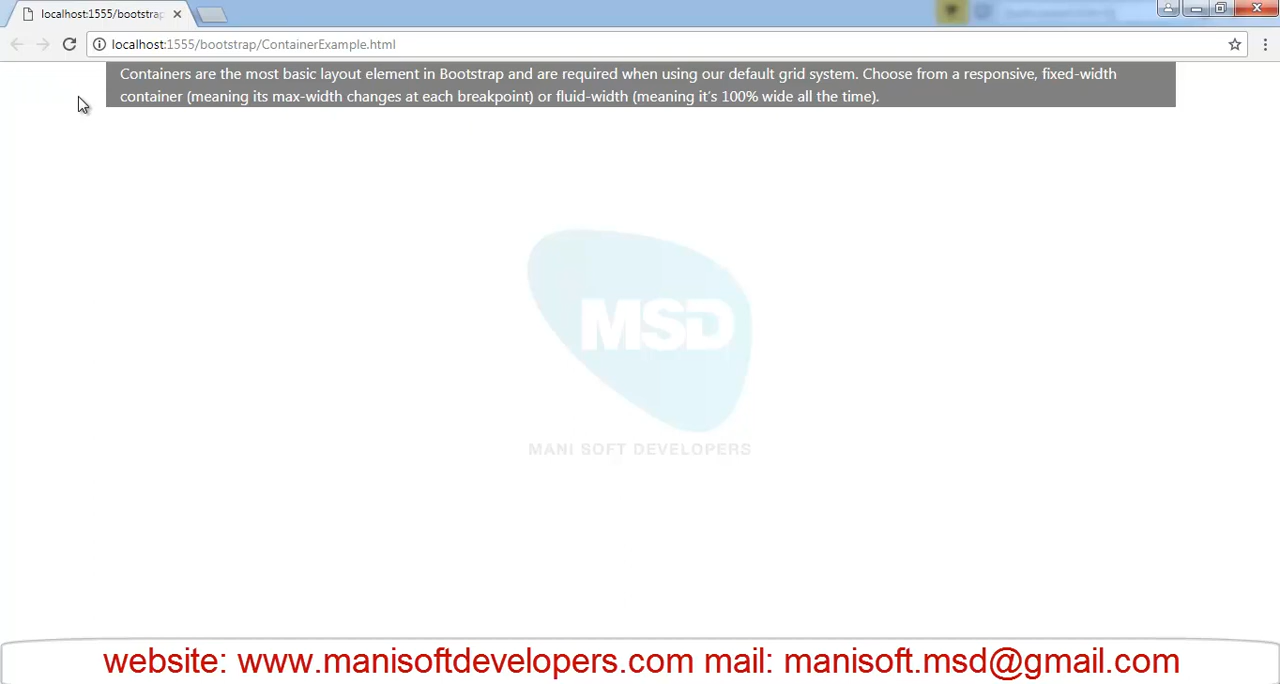 localhost:1555/bootstrap
localhost:1555/bootstrap/ContainerExample.html
Containers are the most basic layout element in Bootstrap and are required when using our default grid system. Choose from a responsive, fixed-width
container (meaning its max-width changes at each breakpoint) or fluid-width (meaning it's 100% wide all the time).
MSD
MANI SOFT DEVELOPERS
website: www.manisoftdevelopers.com mail: manisoft.msd@gmail.com